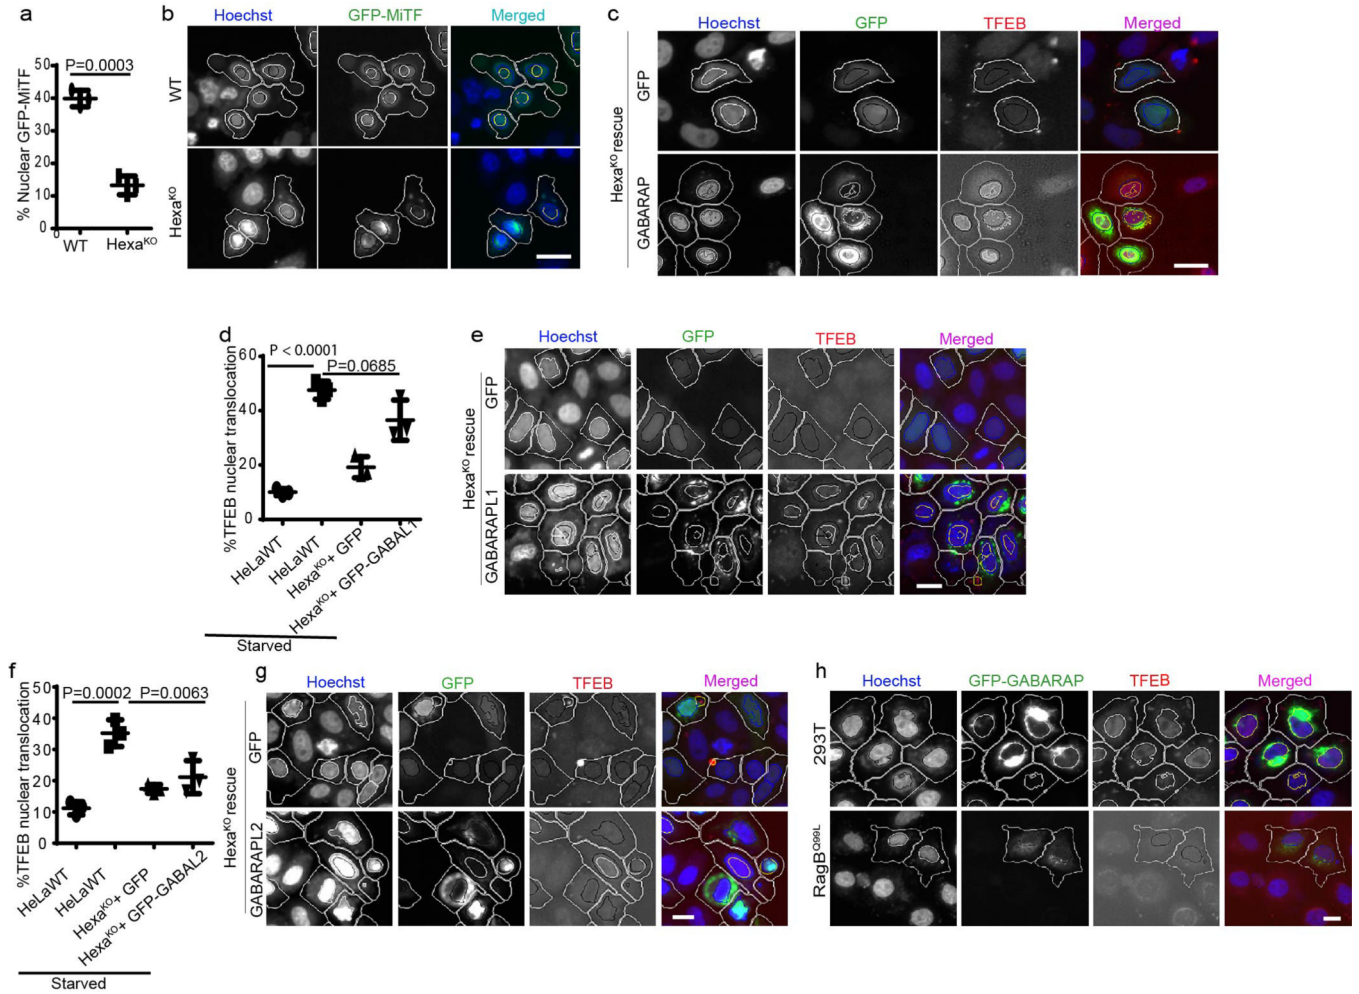 a
P=0.0003
% Nuclear GFP-MiTF
50
40
30
20
10
0
WT
Hexa^KO
b
Hoechst
GFP-MiTF
Merged
WT
Hexa^KO
c
Hoechst
GFP
TFEB
Merged
Hexa^KO rescue
GFP
GABARAP
d
%TFEB nuclear translocation
P < 0.0001
P=0.0685
60
40
20
0
HeLaWT
HeLaWT
Hexa^KO+ GFP
Hexa^KO+ GFP-GABAL1
Starved
e
Hoechst
GFP
TFEB
Merged
Hexa^KO rescue
GFP
GABARAPL1
f
%TFEB nuclear translocation
P=0.0002
P=0.0063
50
40
30
20
10
0
HeLaWT
HeLaWT
Hexa^KO+ GFP
Hexa^KO+ GFP-GABAL2
Starved
g
Hoechst
GFP
TFEB
Merged
Hexa^KO rescue
GFP
GABARAPL2
h
Hoechst
GFP-GABARAP
TFEB
Merged
293T
RagB^Q99L